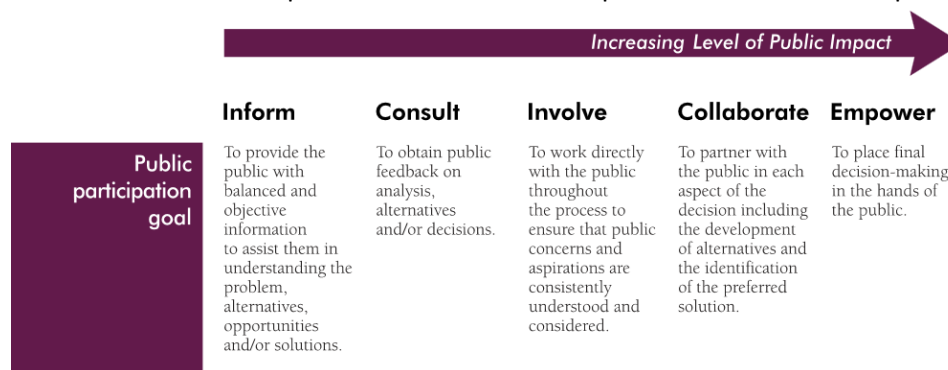 Increasing Level of Public Impact
Inform
Consult
Involve
Collaborate
Empower
Public
participation
goal
To provide the
public with
balanced and
objective
information
to assist them in
understanding the
problem,
alternatives,
opportunities
and/or solutions.
To obtain public
feedback on
analysis,
alternatives
and/or decisions.
To work directly
with the public
throughout
the process to
ensure that public
concerns and
aspirations are
consistently
understood and
considered.
To partner with
the public in each
aspect of the
decision including
the development
of alternatives and
the identification
of the preferred
solution.
To place final
decision-making
in the hands of
the public.